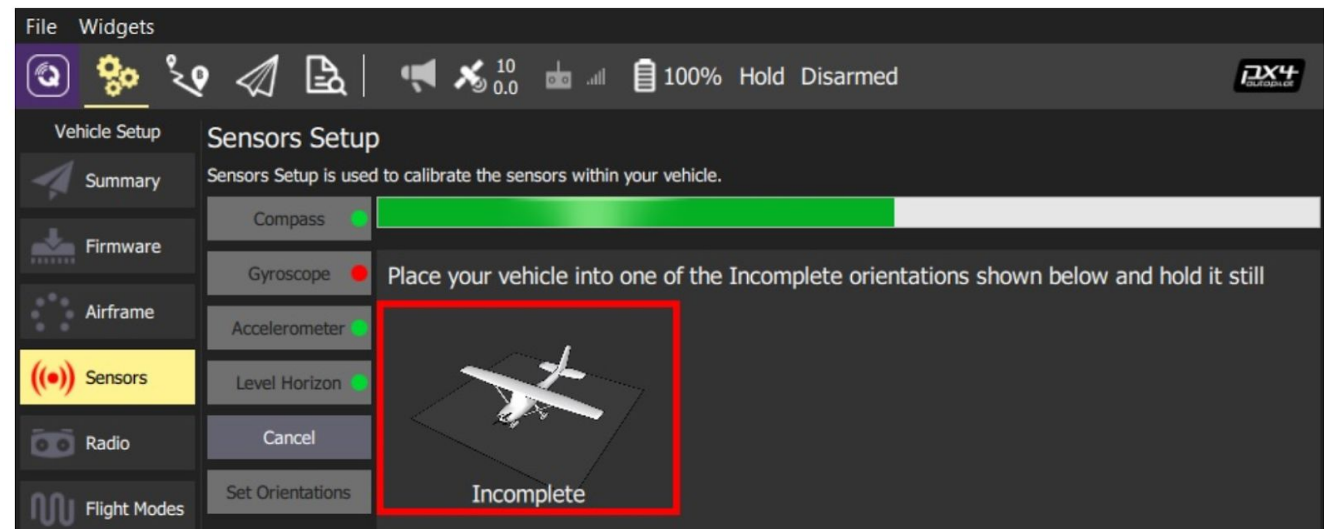 File Widgets
10
0.0
100% Hold Disarmed
PX4
autopilot
Vehicle Setup
Summary
Firmware
Airframe
Sensors
Radio
Flight Modes
Sensors Setup
Sensors Setup is used to calibrate the sensors within your vehicle.
Compass
Gyroscope
Accelerometer
Level Horizon
Cancel
Set Orientations
Place your vehicle into one of the Incomplete orientations shown below and hold it still
Incomplete